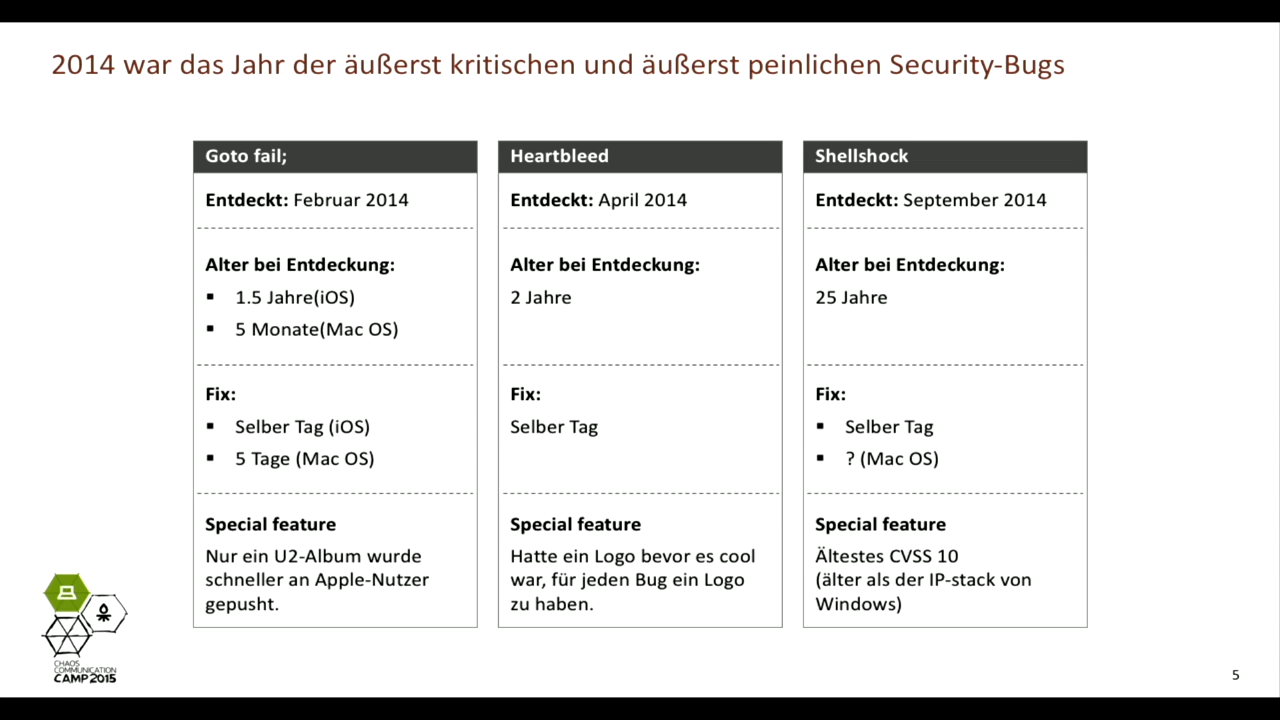 2014 war das Jahr der äußerst kritischen und äußerst peinlichen Security-Bugs
Goto fail;
Entdeckt: Februar 2014
Alter bei Entdeckung:
▪ 1.5 Jahre(iOS)
▪ 5 Monate(Mac OS)
Fix:
▪ Selber Tag (iOS)
▪ 5 Tage (Mac OS)
Special feature
Nur ein U2-Album wurde
schneller an Apple-Nutzer
gepusht.
Heartbleed
Entdeckt: April 2014
Alter bei Entdeckung:
2 Jahre
Fix:
Selber Tag
Special feature
Hatte ein Logo bevor es cool
war, für jeden Bug ein Logo
zu haben.
Shellshock
Entdeckt: September 2014
Alter bei Entdeckung:
25 Jahre
Fix:
▪ Selber Tag
▪ ? (Mac OS)
Special feature
Ältestes CVSS 10
(älter als der IP-stack von
Windows)
CHAOS
COMMUNICATION
CAMP 2015
5